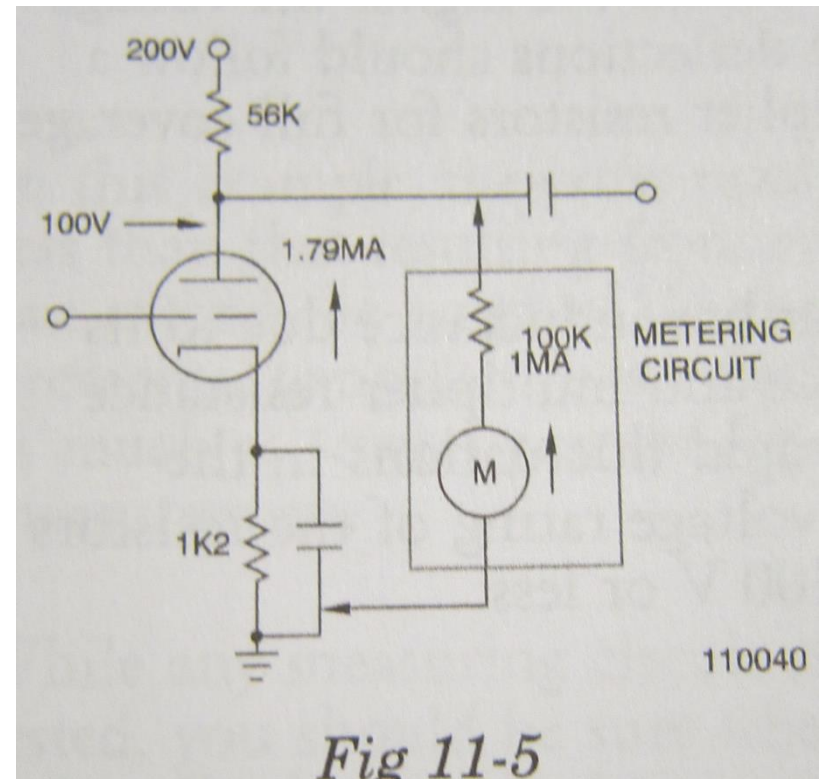 200V
56K
100V
1.79MA
100K
1MA
METERING
CIRCUIT
M
1K2
110040
Fig 11-5